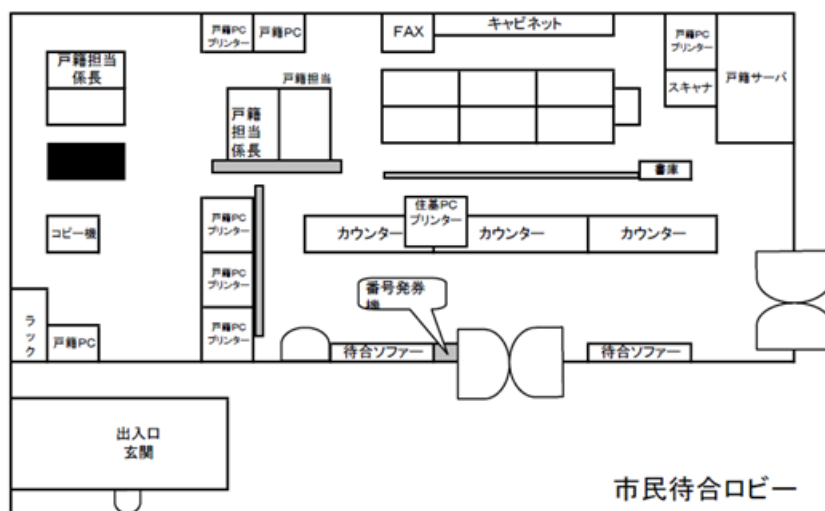 戸籍PC
プリンター
戸籍PC
FAX
キャビネット
戸籍PC
プリンター
スキャナ
戸籍サーバ
戸籍担当
係長
戸籍担当
戸籍
担当
係長
書庫
コピー機
戸籍PC
プリンター
戸籍PC
プリンター
戸籍PC
プリンター
住基PC
プリンター
カウンター
カウンター
カウンター
番号発券
機
ラック
戸籍PC
待合ソファー
待合ソファー
出入口
玄関
市民待合ロビー